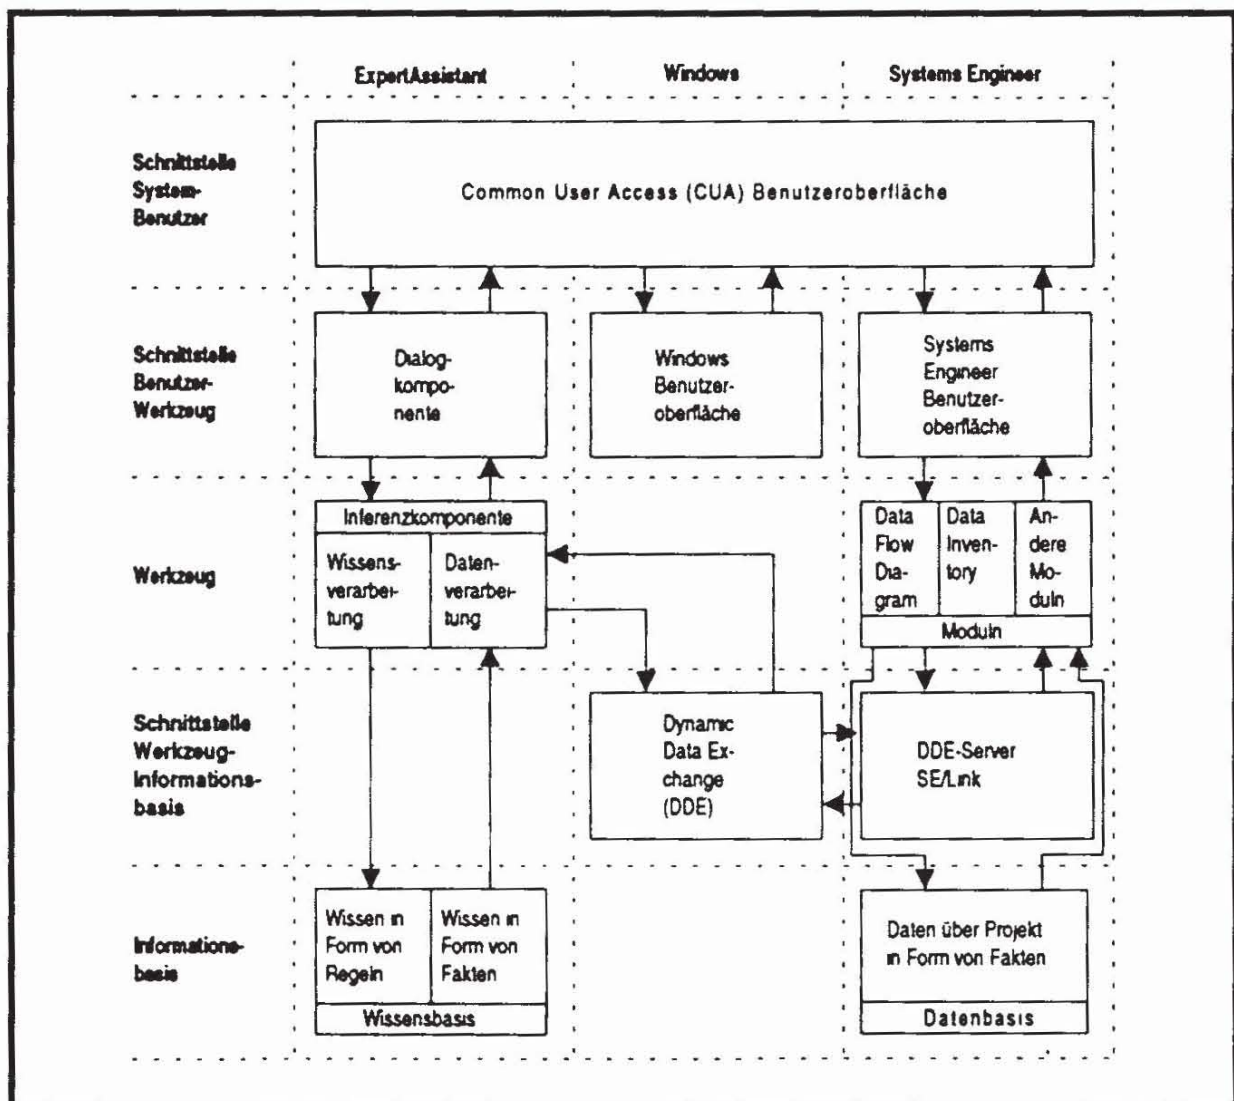 ExpertAssistant
Windows
Systems Engineer
Schnittstelle
System-
Benutzer
Common User Access (CUA) Benutzeroberfläche
Schnittstelle
Benutzer-
Werkzeug
Dialog-
kompo-
nente
Windows
Benutzer-
oberfläche
Systems
Engineer
Benutzer-
oberfläche
Werkzeug
Inferenzkomponente
Wissens-
verarbei-
tung
Daten-
verarbei-
tung
Data
Flow
Dia-
gram
Data
Inven-
tory
An-
dere
Mo-
duln
Moduln
Schnittstelle
Werkzeug-
Informations-
basis
Dynamic
Data Ex-
change
(DDE)
DDE-Server
SE/Link
Informations-
basis
Wissen in
Form von
Regeln
Wissen in
Form von
Fakten
Wissensbasis
Daten über Projekt
in Form von Fakten
Datenbasis